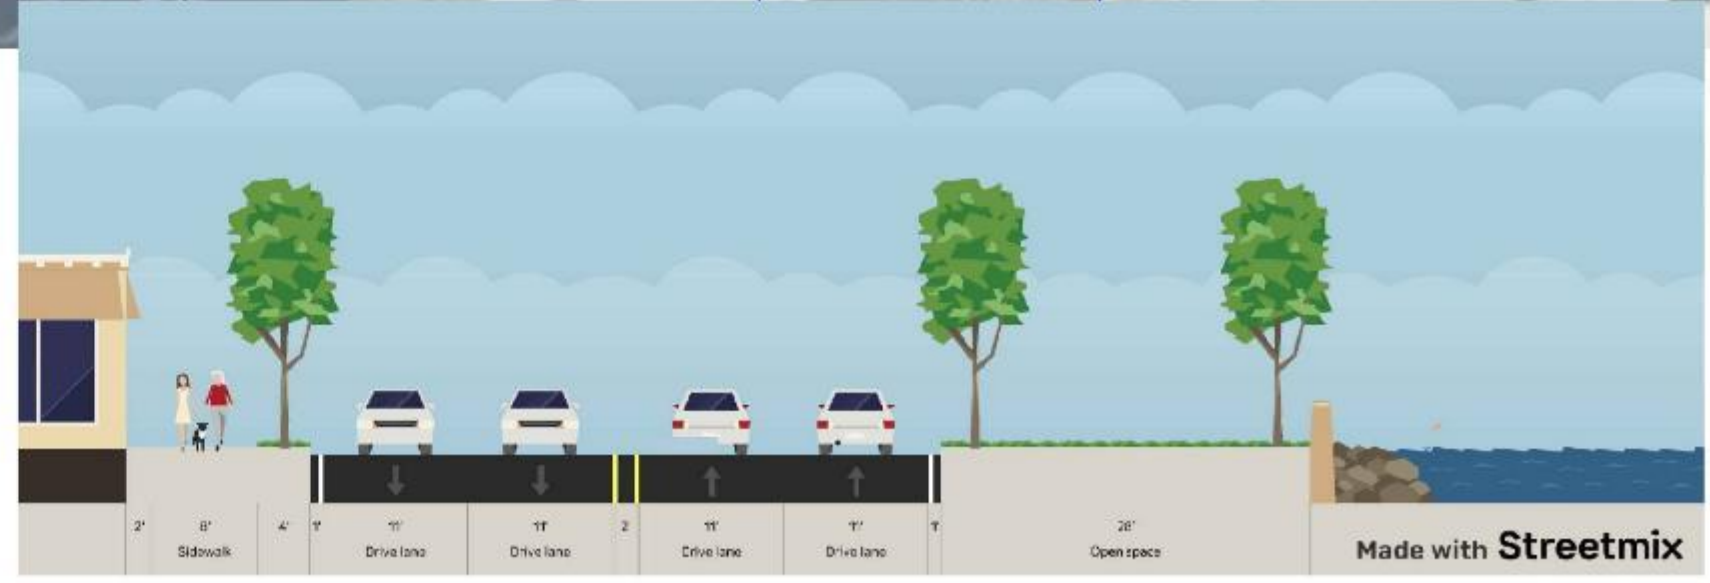 2' 8' 4' 1' 11' 11' 2' 11' 11' 1' 28'
Sidewalk Drive lane Drive lane Drive lane Drive lane Open space
Made with Streetmix